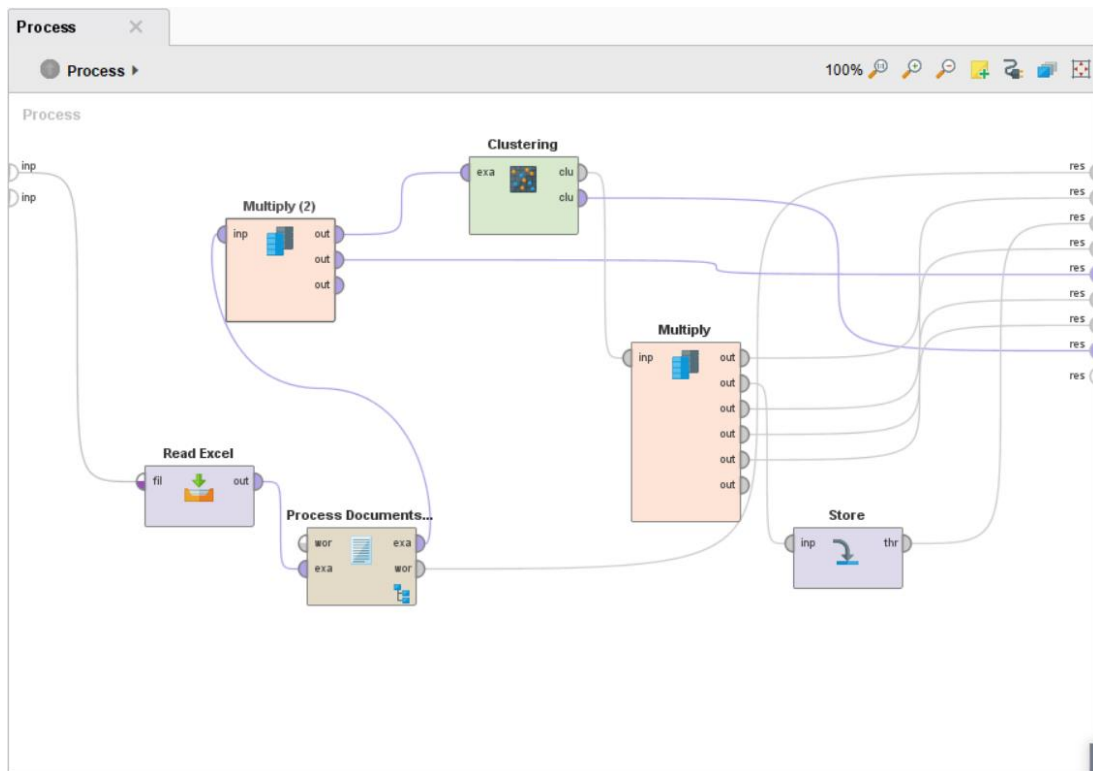 Process
Process
100%
Process
inp
inp
res
res
res
res
res
res
res
res
res
Clustering
exa
clu
clu
Multiply (2)
inp
out
out
out
Multiply
inp
out
out
out
out
out
out
Read Excel
fil
out
Process Documents...
wor
exa
exa
wor
Store
inp
thr